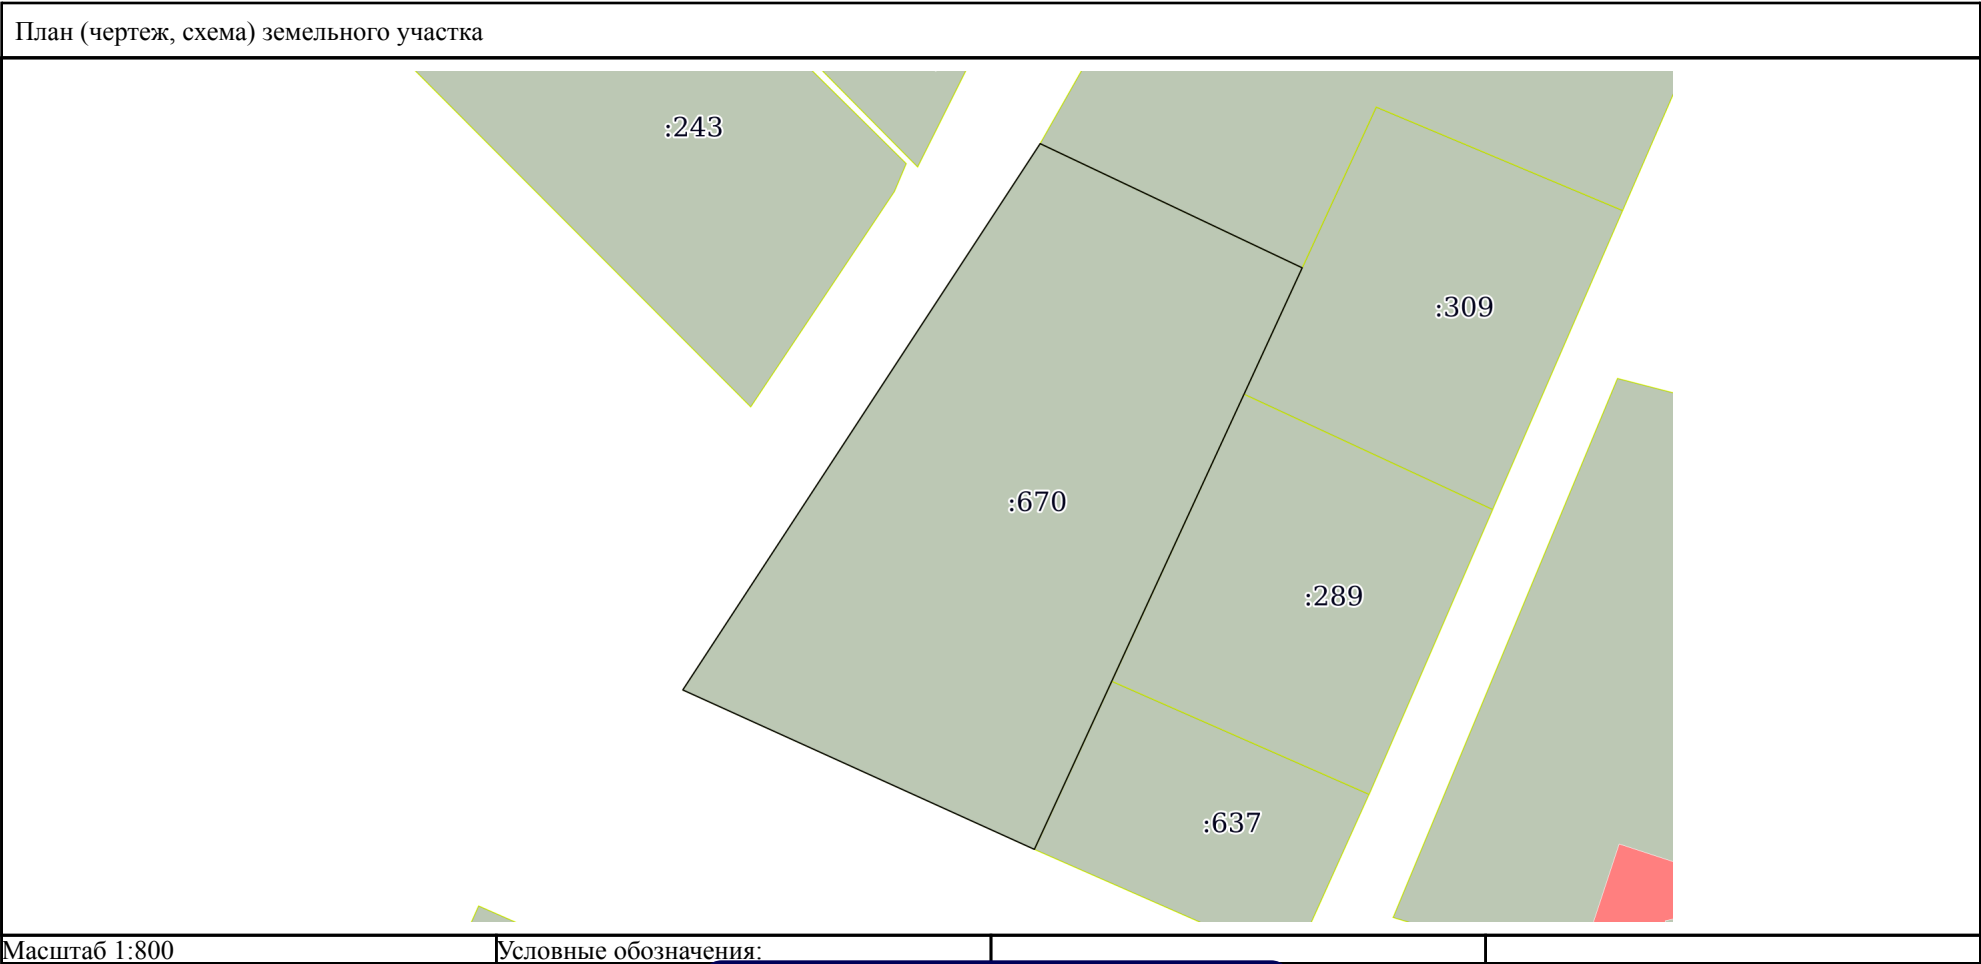 План (чертеж, схема) земельного участка
:243
:309
:670
:289
:637
Масштаб 1:800
Условные обозначения: